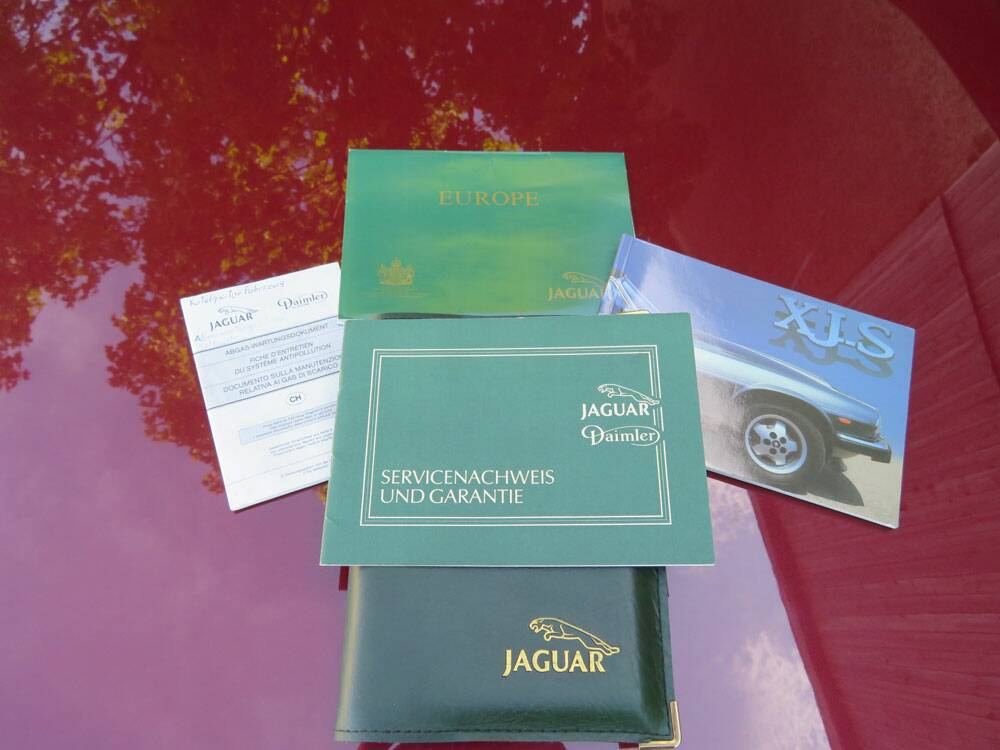 EUROPE
JAGUAR
JAGUAR
Daimler
ABGAS-WARTUNGSDOKUMENT
FICHE D'ENTRETIEN
DU SYSTÈME ANTIPOLLUTION
DOCUMENTO SULLA MANUTENZIONE
RELATIVA AI GAS DI SCARICO
CH
XJ-S
JAGUAR
Daimler
SERVICENACHWEIS
UND GARANTIE
JAGUAR